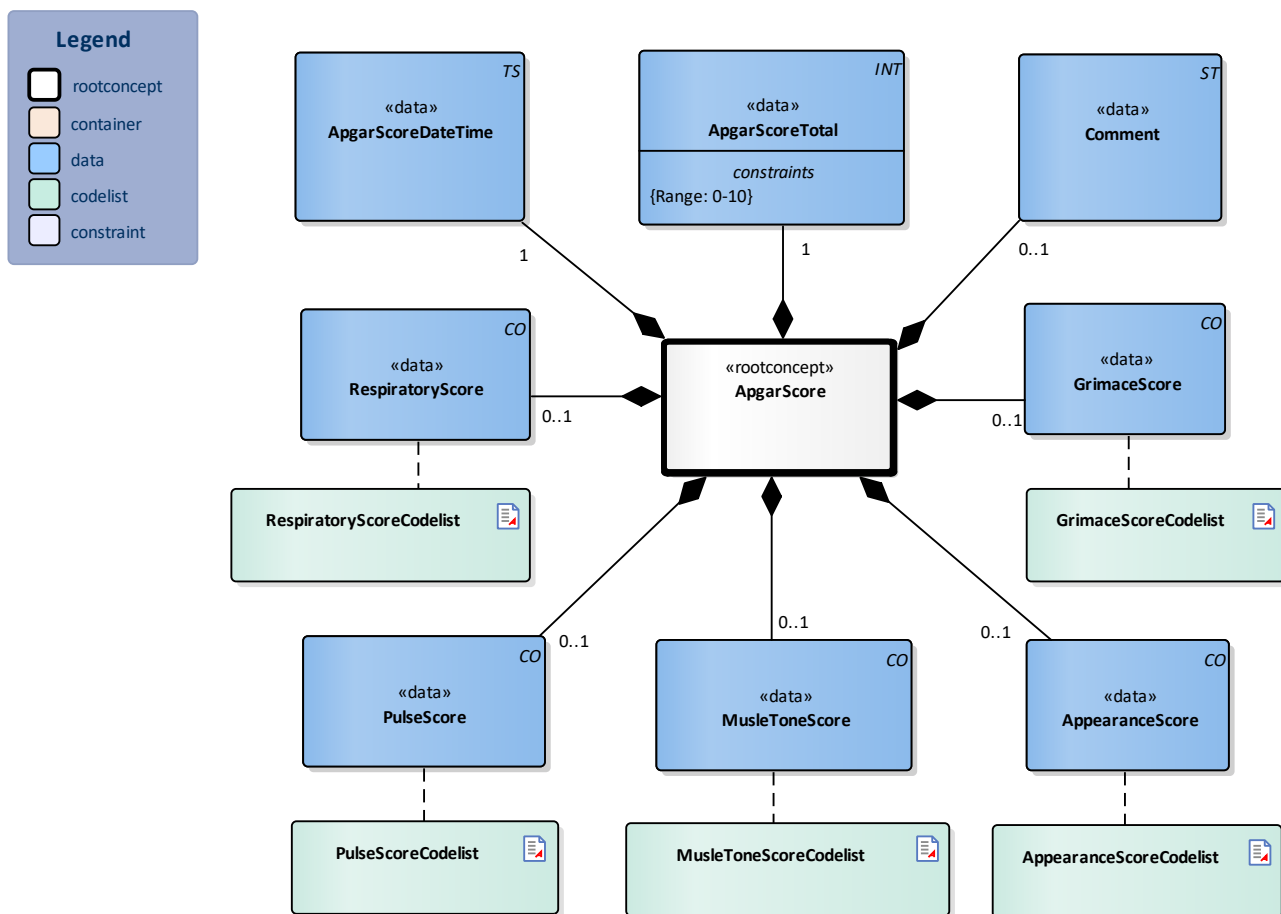 Legend
rootconcept
container
data
codelist
constraint
TS
«data»
ApgarScoreDateTime
INT
«data»
ApgarScoreTotal
constraints
{Range: 0-10}
ST
«data»
Comment
1
1
0..1
CO
«data»
RespiratoryScore
0..1
«rootconcept»
ApgarScore
CO
«data»
GrimaceScore
0..1
RespiratoryScoreCodelist
GrimaceScoreCodelist
CO
«data»
PulseScore
0..1
CO
«data»
MusleToneScore
0..1
CO
«data»
AppearanceScore
0..1
PulseScoreCodelist
MusleToneScoreCodelist
AppearanceScoreCodelist